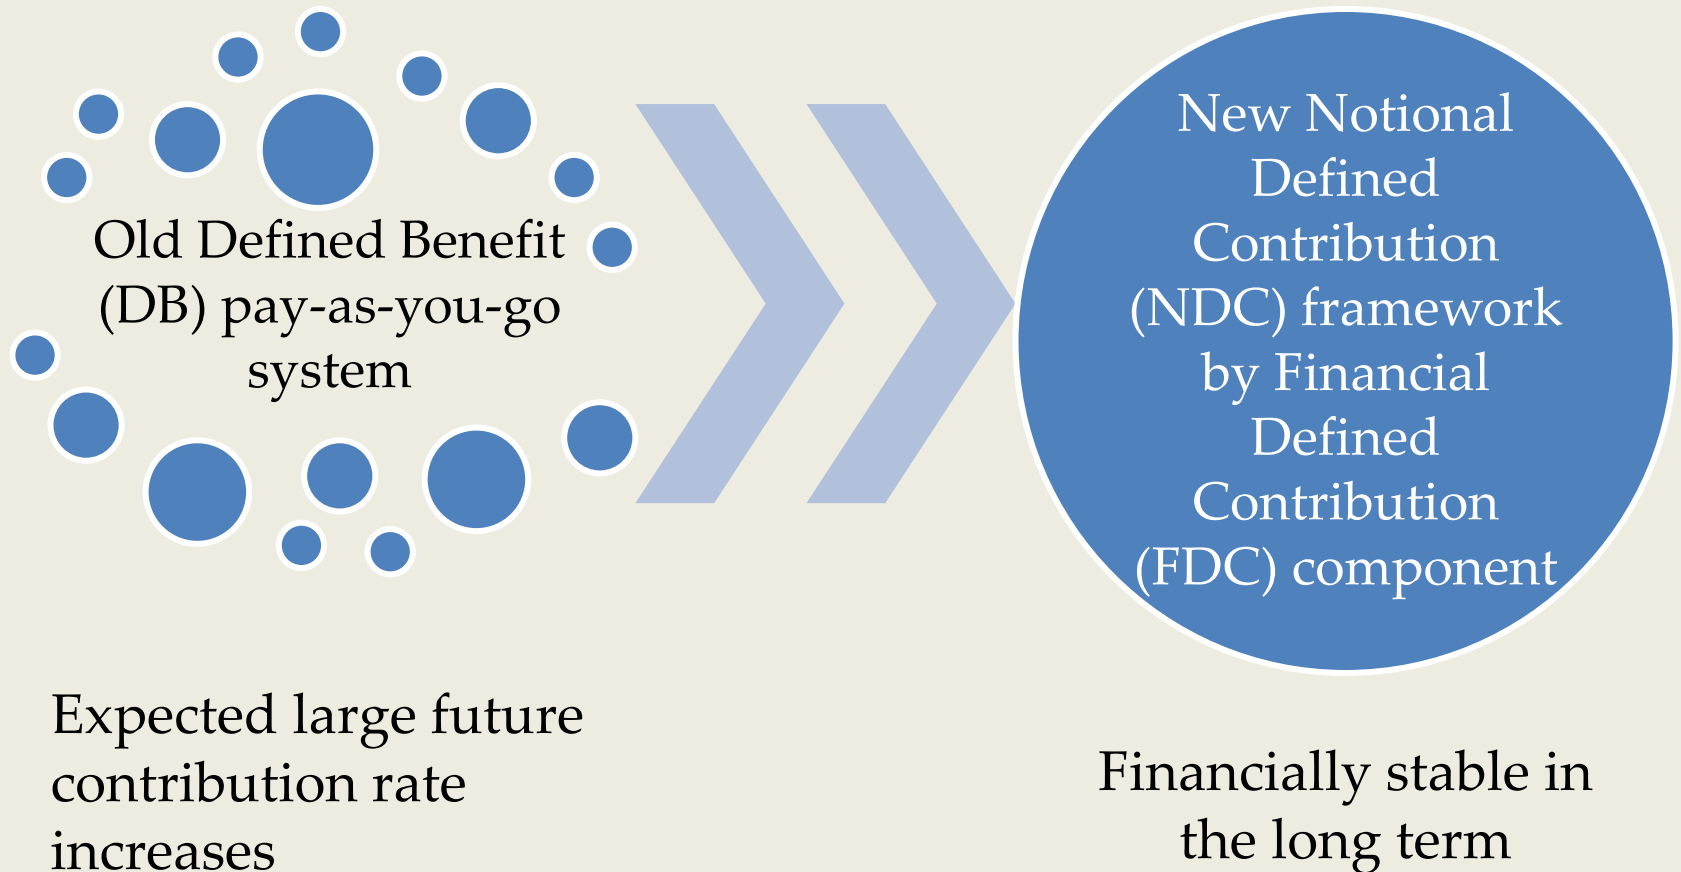 Old Defined Benefit
(DB) pay-as-you-go
system
New Notional
Defined
Contribution
(NDC) framework
by Financial
Defined
Contribution
(FDC) component
Expected large future
contribution rate
increases
Financially stable in
the long term